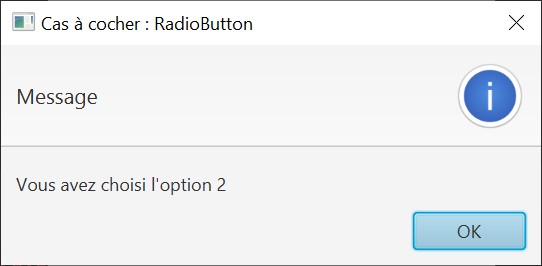 Cas à cocher : RadioButton
Message
Vous avez choisi l'option 2
OK